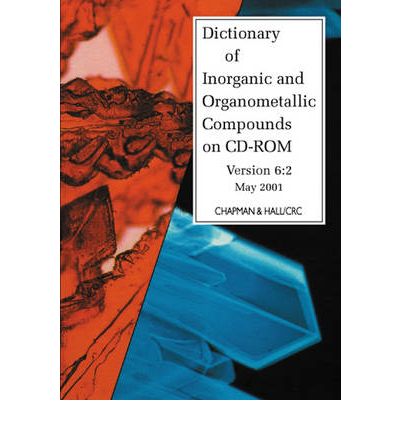 Dictionary
of
Inorganic and
Organometallic
Compounds
on CD-ROM
Version 6:2
May 2001
CHAPMAN & HALL/CRC